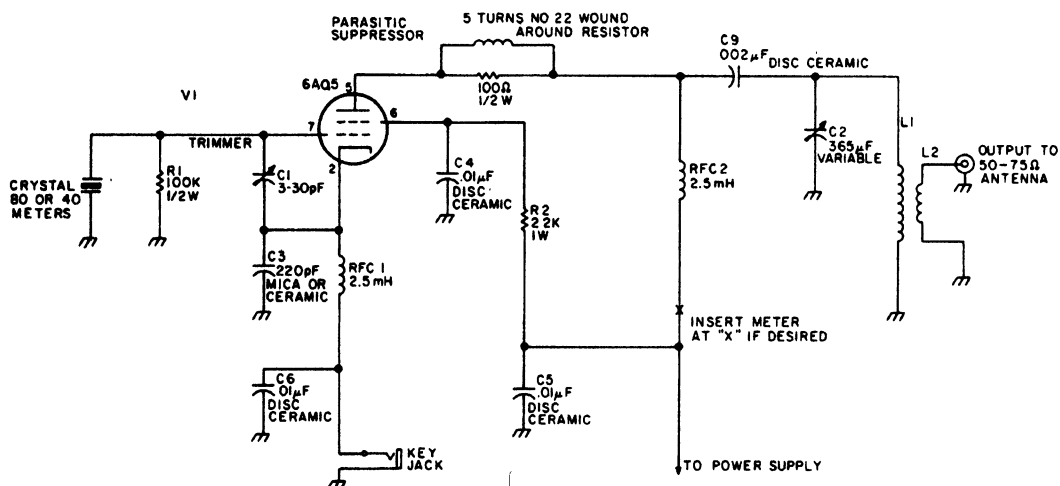 PARASITIC
SUPPRESSOR
5 TURNS NO 22 WOUND
AROUND RESISTOR
C9
.002µF
DISC CERAMIC
6AQ5
5
100Ω
1/2 W
V1
7
6
2
TRIMMER
CRYSTAL
80 OR 40
METERS
R1
100K
1/2W
C1
3-30pF
C4
.01µF
DISC
CERAMIC
R2
2.2K
1W
RFC 2
2.5mH
C2
365µF
VARIABLE
L1
L2
OUTPUT TO
50-75Ω
ANTENNA
C3
220pF
MICA OR
CERAMIC
RFC 1
2.5mH
X
INSERT METER
AT "X" IF DESIRED
C6
.01µF
DISC
CERAMIC
C5
.01µF
DISC
CERAMIC
KEY
JACK
TO POWER SUPPLY